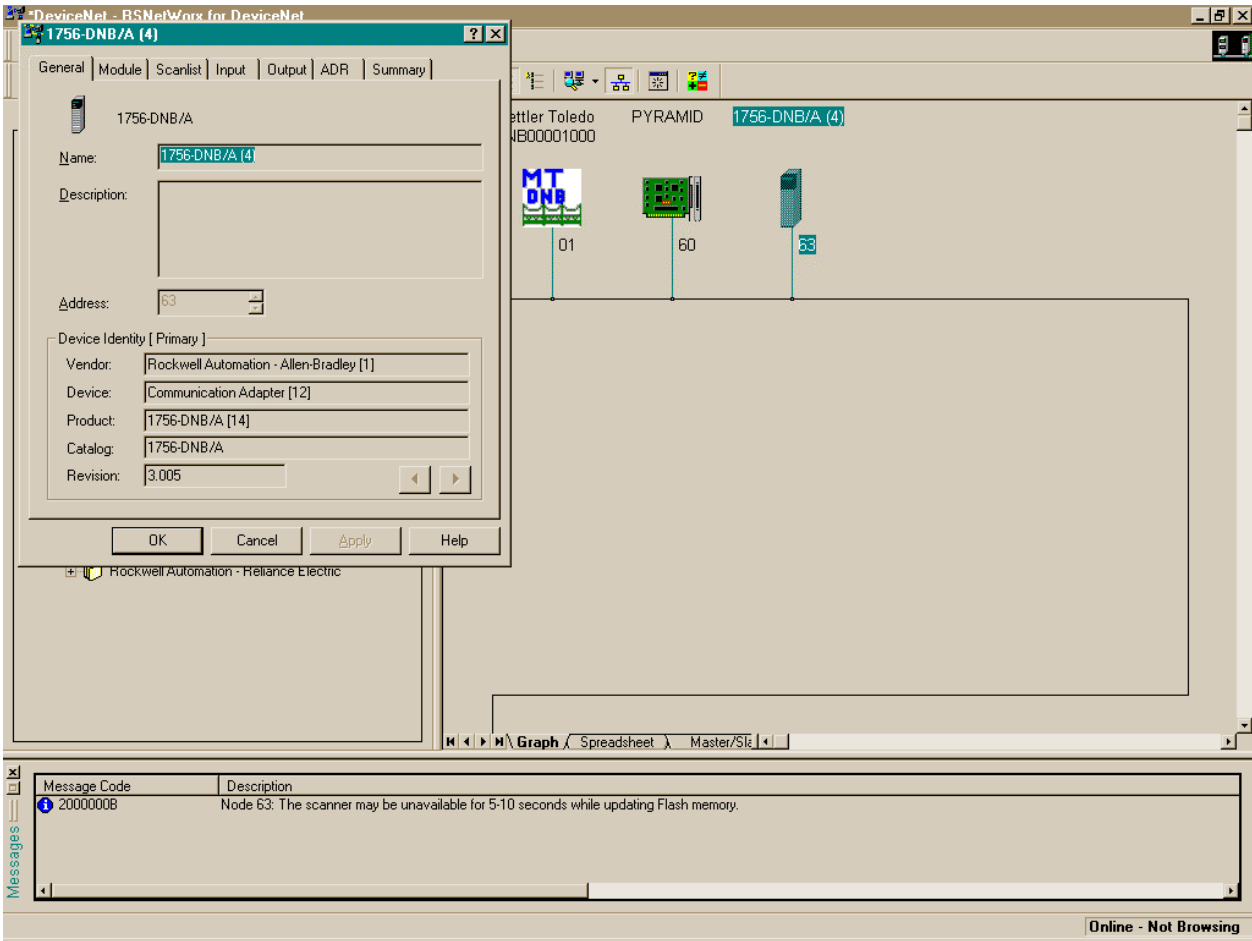 *DeviceNet - RSNetWorx for DeviceNet
1756-DNB/A (4)
General Module Scanlist Input Output ADR Summary
1756-DNB/A
Name: 1756-DNB/A (4)
Description:
Address: 63
Device Identity [ Primary ]
Vendor: Rockwell Automation - Allen-Bradley [1]
Device: Communication Adapter [12]
Product: 1756-DNB/A [14]
Catalog: 1756-DNB/A
Revision: 3.005
OK Cancel Apply Help
Rockwell Automation - Reliance Electric
ettler Toledo PYRAMID 1756-DNB/A (4)
NB00001000
MT
DNB
01 60 63
Graph Spreadsheet Master/Sla
Messages
Message Code Description
2000000B Node 63: The scanner may be unavailable for 5-10 seconds while updating Flash memory.
Online - Not Browsing